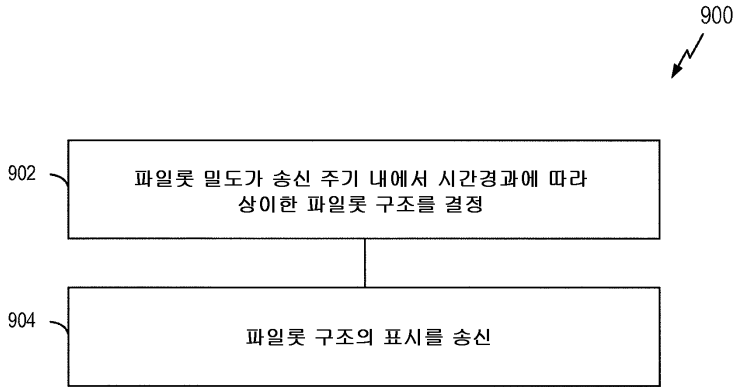 900
902
파일롯 밀도가 송신 주기 내에서 시간경과에 따라
상이한 파일롯 구조를 결정
904
파일롯 구조의 표시를 송신